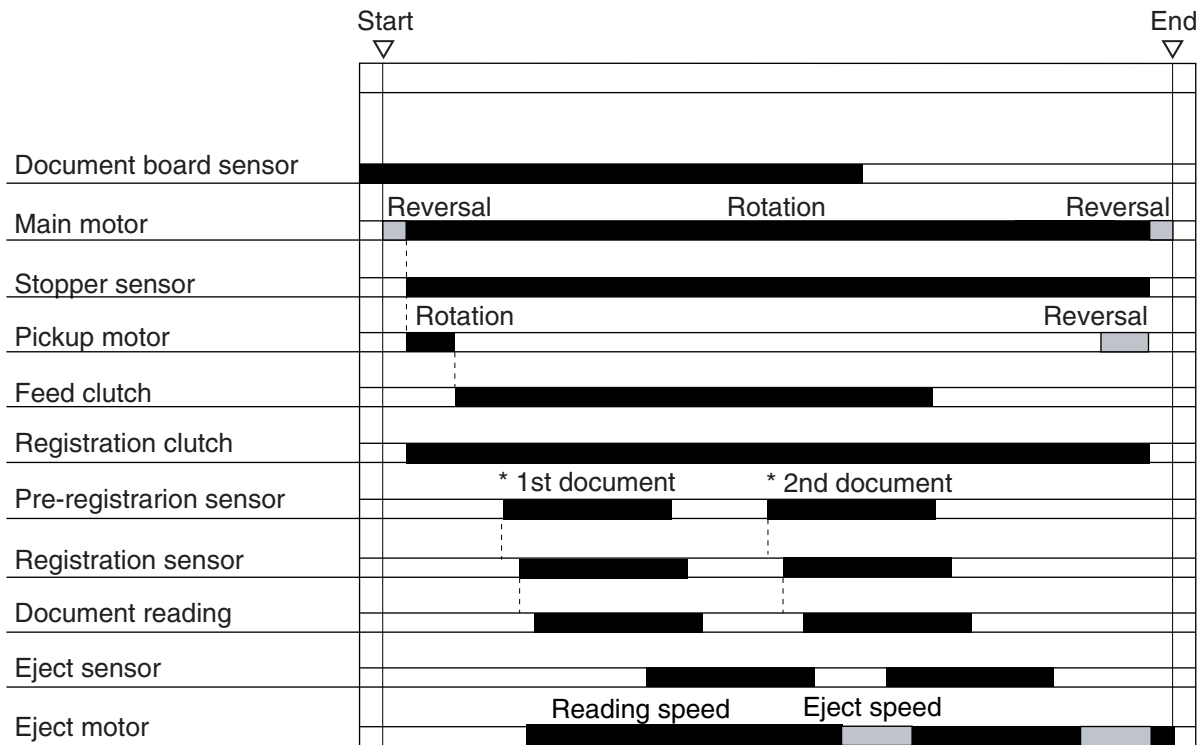 Start End
Document board sensor
Reversal Rotation Reversal
Main motor
Stopper sensor
Rotation Reversal
Pickup motor
Feed clutch
Registration clutch
* 1st document * 2nd document
Pre-registrarion sensor
Registration sensor
Document reading
Eject sensor
Reading speed Eject speed
Eject motor